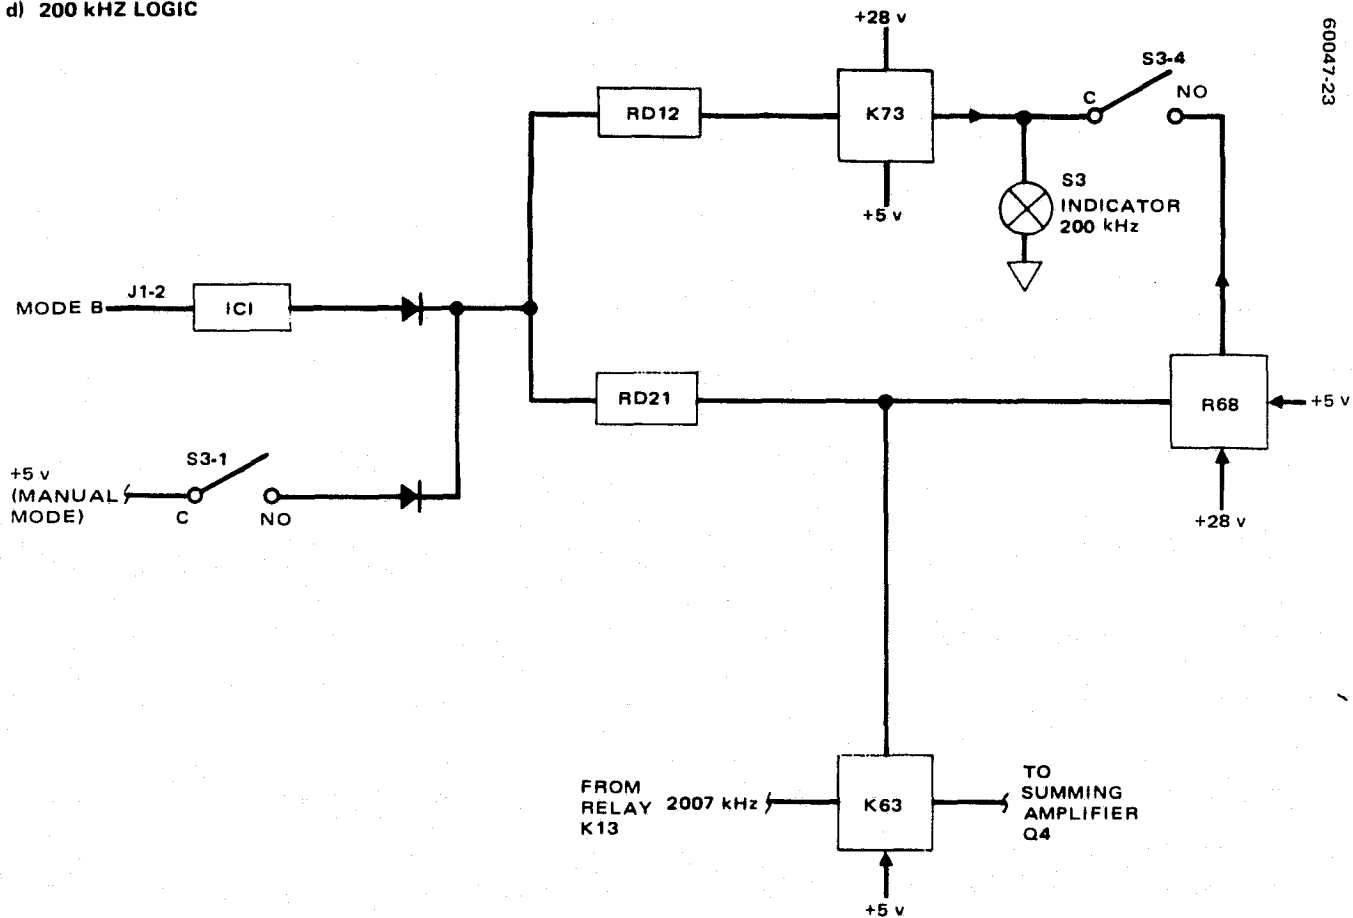 d) 200 kHZ LOGIC
60047-23
+28 v
S3-4
C
NO
RD12
K73
+5 v
S3
INDICATOR
200 kHz
MODE B
J1-2
ICI
RD21
R68
+5 v
+28 v
S3-1
+5 v
(MANUAL
MODE)
C
NO
FROM
RELAY
K13
2007 kHz
K63
TO
SUMMING
AMPLIFIER
Q4
+5 v